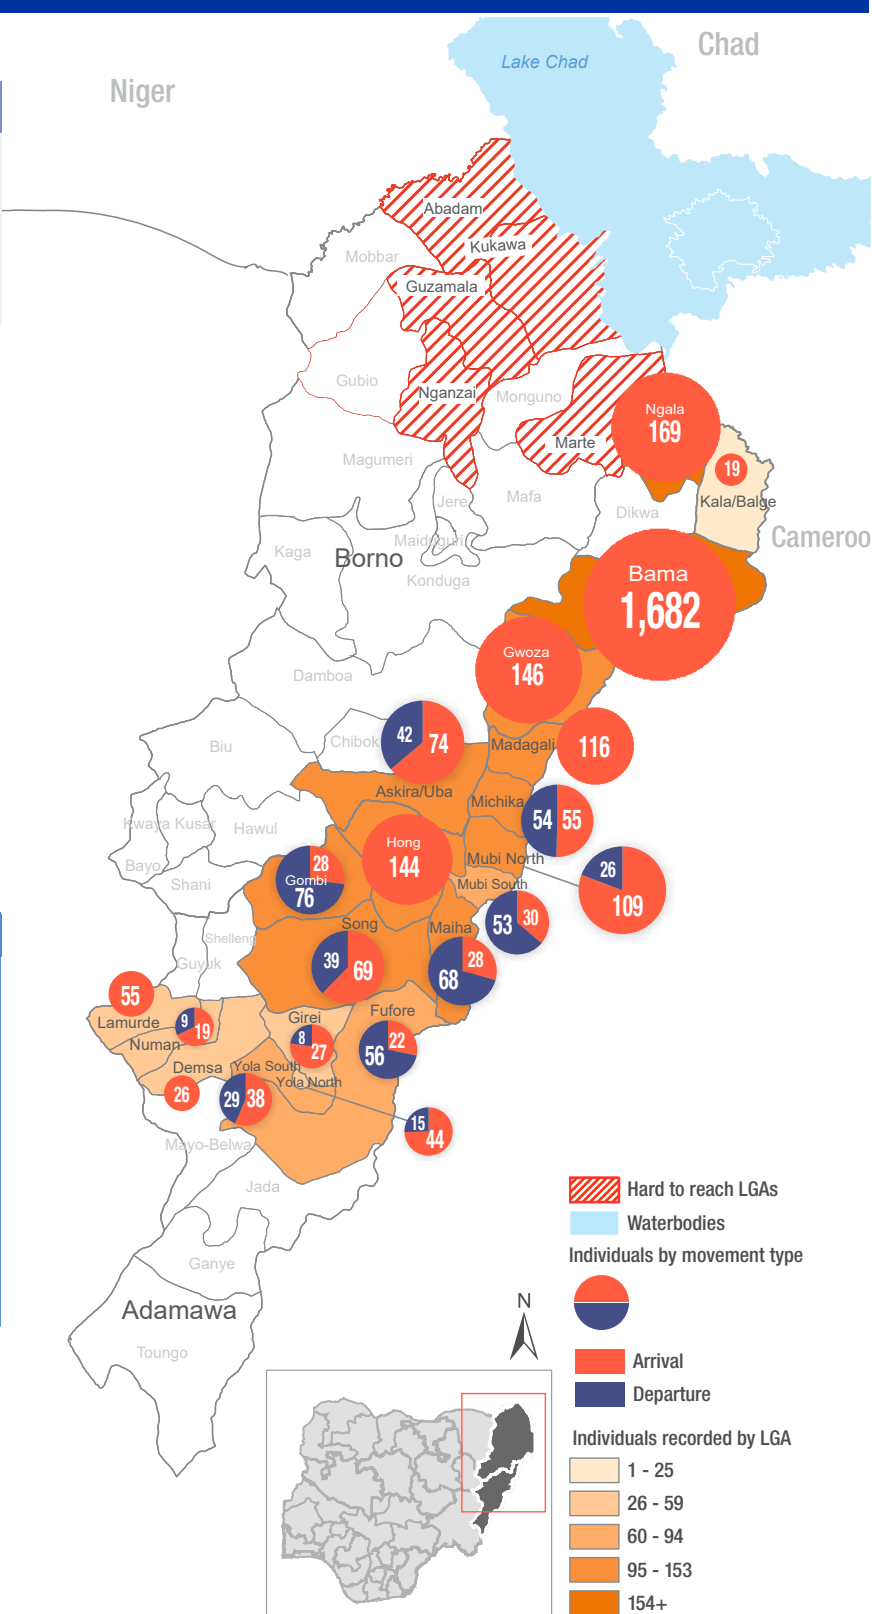 Chad
Lake Chad
Niger
Abadam
Kukawa
Mobbar
Guzamala
Gubio
Nganzai
Monguno
Ngala
169
Marte
Magumeri
19
Jere
Mafa
Kala/Balge
Dikwa
Maiduguri
Cameroo
Kaga
Borno
Konduga
Bama
1,682
Gwoza
146
Damboa
42
74
Chibok
Madagali
116
Biu
Askira/Uba
Michika
54
55
Kwaya Kusar
Hawul
Hong
144
Mubi North
Bayo
28
Gombi
76
Mubi South
26
109
Shani
Song
Maiha
53
30
Shelleng
39
69
28
68
Guyuk
55
Lamurde
9
19
Girei
Fufore
Numan
8
27
22
56
Demsa
Yola South
Yola North
26
29
38
15
44
Mayo-Belwa
Jada
Hard to reach LGAs
Waterbodies
Individuals by movement type
Ganye
N
Adamawa
Toungo
Arrival
Departure
Individuals recorded by LGA
1 - 25
26 - 59
60 - 94
95 - 153
154+